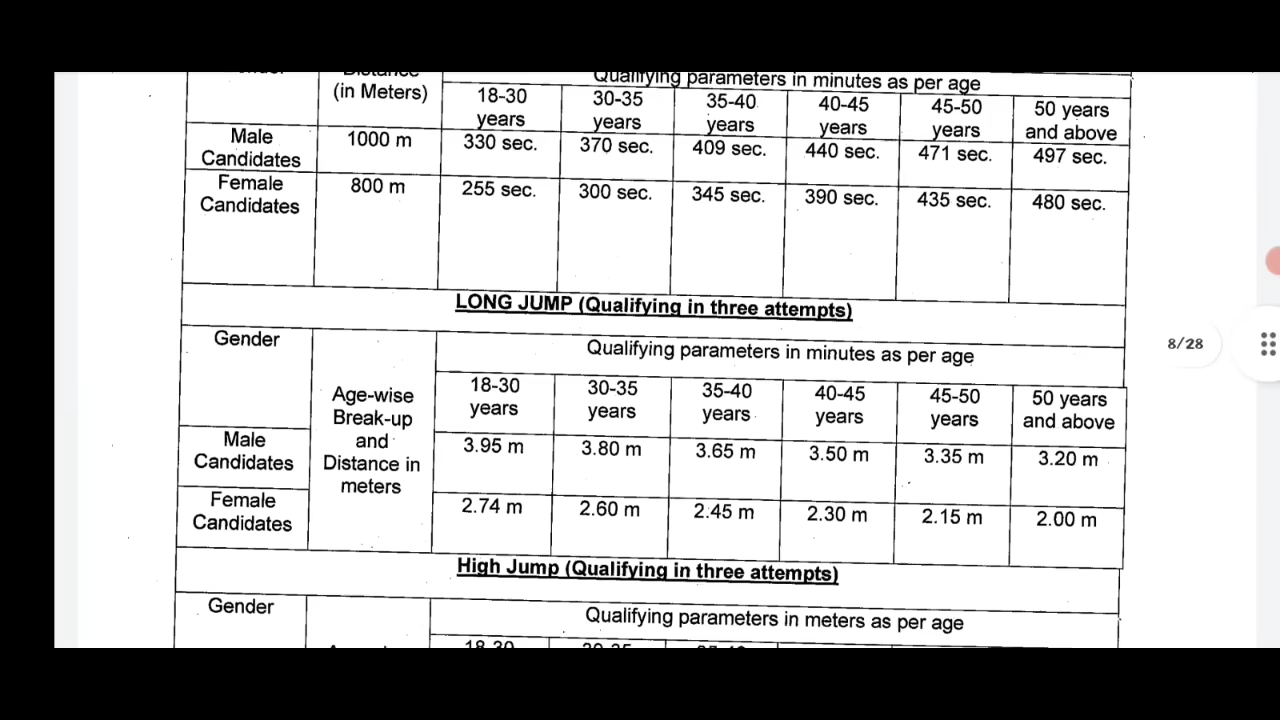 Qualifying parameters in minutes as per age
(in Meters)
18-30 years
30-35 years
35-40 years
40-45 years
45-50 years
50 years and above
Male Candidates
1000 m
330 sec.
370 sec.
409 sec.
440 sec.
471 sec.
497 sec.
Female Candidates
800 m
255 sec.
300 sec.
345 sec.
390 sec.
435 sec.
480 sec.
LONG JUMP (Qualifying in three attempts)
Gender
Age-wise Break-up and Distance in meters
Qualifying parameters in minutes as per age
18-30 years
30-35 years
35-40 years
40-45 years
45-50 years
50 years and above
Male Candidates
3.95 m
3.80 m
3.65 m
3.50 m
3.35 m
3.20 m
Female Candidates
2.74 m
2.60 m
2.45 m
2.30 m
2.15 m
2.00 m
High Jump (Qualifying in three attempts)
Gender
Qualifying parameters in meters as per age
8/28